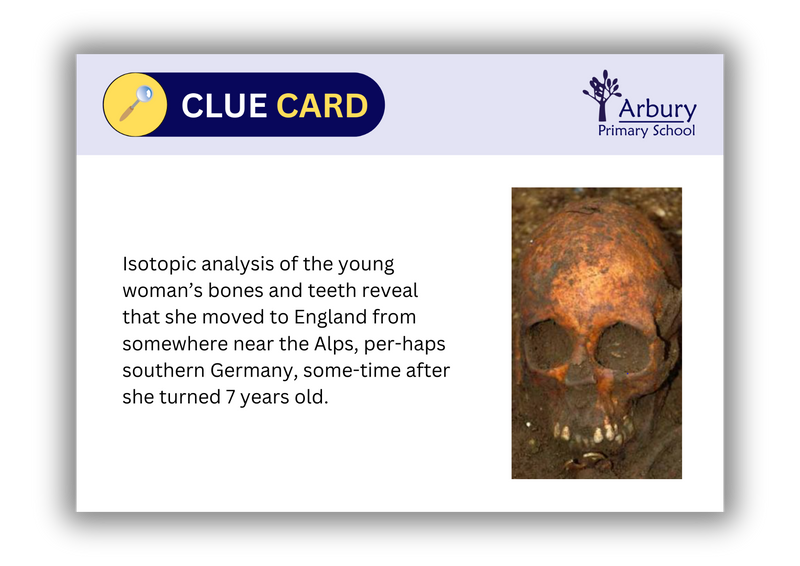 CLUE CARD
Arbury
Primary School
Isotopic analysis of the young
woman's bones and teeth reveal
that she moved to England from
somewhere near the Alps, per-haps
southern Germany, some-time after
she turned 7 years old.